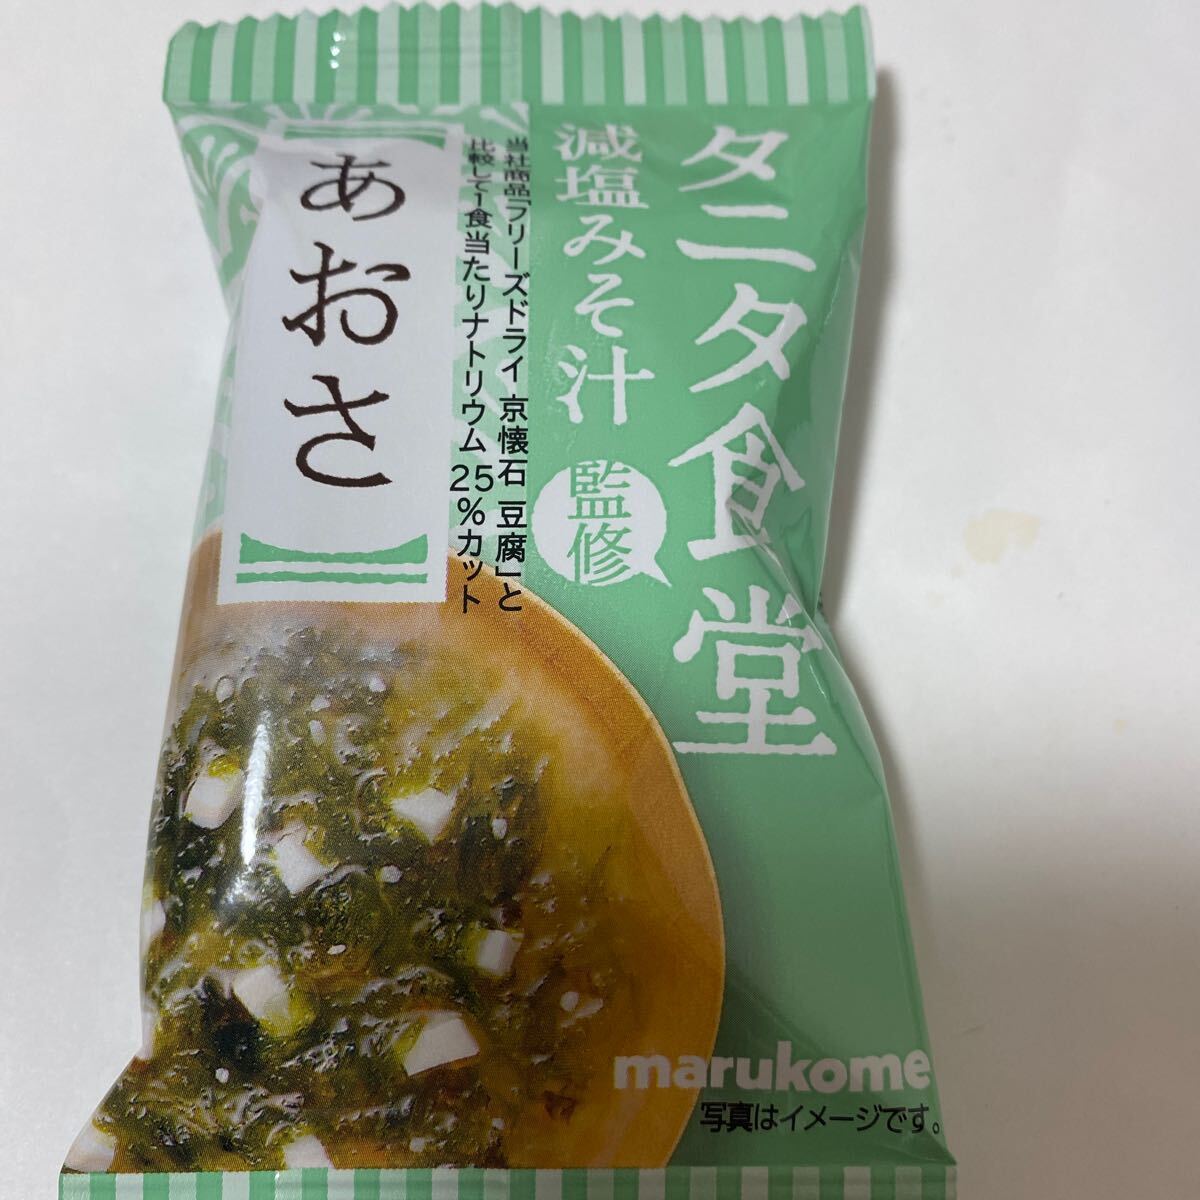 タニタ食堂
監修
減塩みそ汁
当社商品「フリーズドライ 京懐石 豆腐」と
比較して1食当たりナトリウム 25%カット
あおさ
marukome
写真はイメージです。